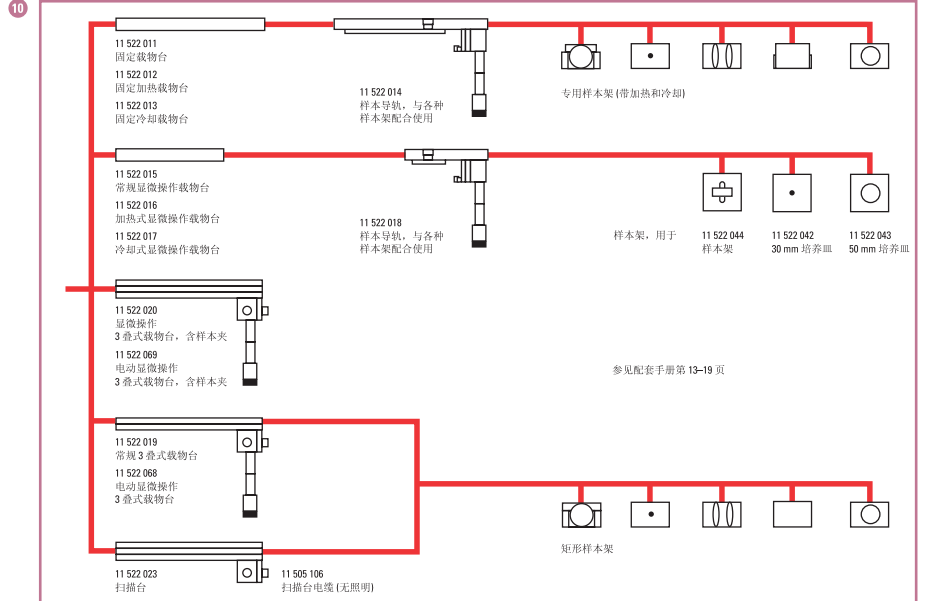 10
11 522 011
固定载物台
11 522 012
固定加热载物台
11 522 013
固定冷却载物台
11 522 014
样本导轨，与各种
样本架配合使用
专用样本架 (带加热和冷却)
11 522 015
常规显微操作载物台
11 522 016
加热式显微操作载物台
11 522 017
冷却式显微操作载物台
11 522 018
样本导轨，与各种
样本架配合使用
样本架，用于
11 522 044
样本架
11 522 042
30 mm 培养皿
11 522 043
50 mm 培养皿
11 522 020
显微操作
3 叠式载物台，含样本夹
11 522 069
电动显微操作
3 叠式载物台，含样本夹
参见配套手册第 13–19 页
11 522 019
常规 3 叠式载物台
11 522 068
电动显微操作
3 叠式载物台
矩形样本架
11 522 023
扫描台
11 505 106
扫描台电缆 (无照明)